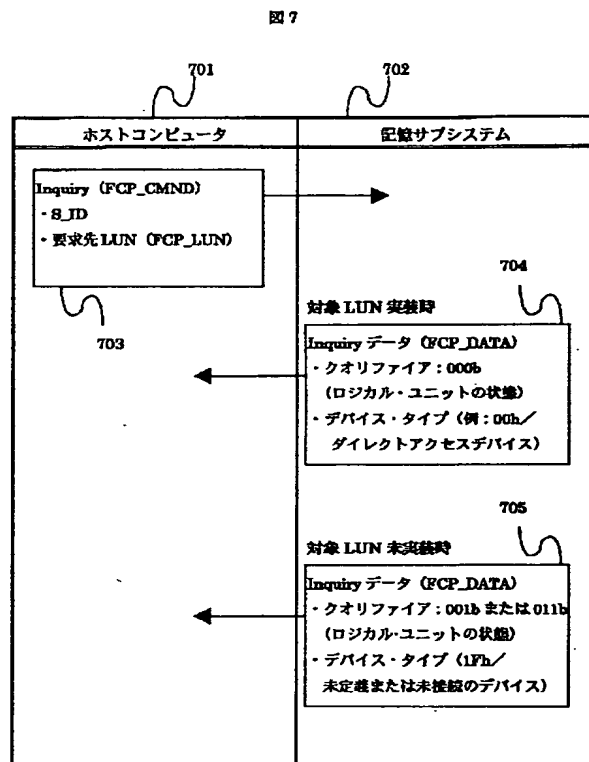 図7
701
702
ホストコンピュータ
記憶サブシステム
Inquiry (FCP_CMND)
・S_ID
・要求先 LUN (FCP_LUN)
703
704
対象 LUN 実装時
Inquiry データ (FCP_DATA)
・クオリファイア：000b
(ロジカル・ユニットの状態)
・デバイス・タイプ (例：00h／
ダイレクトアクセスデバイス)
705
対象 LUN 未実装時
Inquiry データ (FCP_DATA)
・クオリファイア：001b または 011b
(ロジカル・ユニットの状態)
・デバイス・タイプ (1Fh／
未定義または未接続のデバイス)